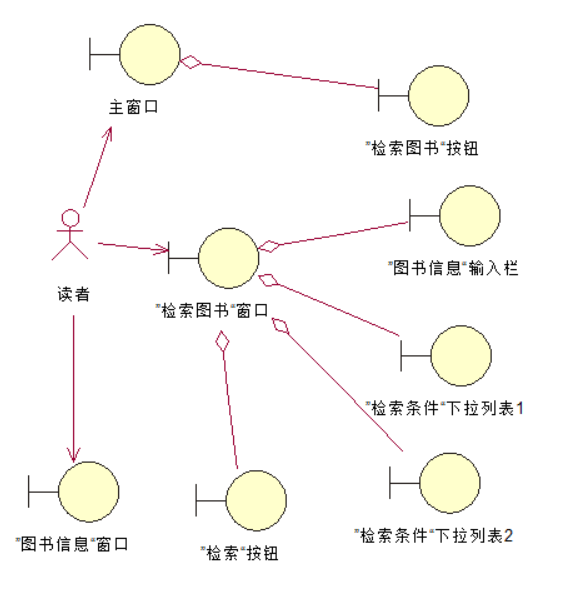 主窗口
”检索图书“按钮
”图书信息“输入栏
读者
”检索图书“窗口
”检索条件“下拉列表1
”检索条件“下拉列表2
”图书信息“窗口
”检索“按钮